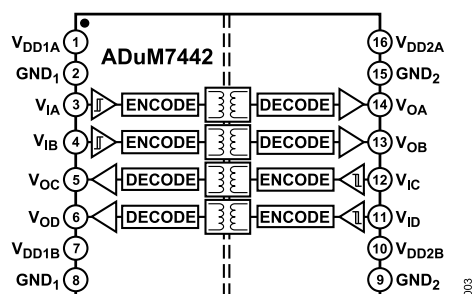 ADuM7442
VDD1A 1
GND1 2
VIA 3
VIB 4
VOC 5
VOD 6
VDD1B 7
GND1 8
16 VDD2A
15 GND2
14 VOA
13 VOB
12 VIC
11 VID
10 VDD2B
9 GND2
ENCODE DECODE
ENCODE DECODE
DECODE ENCODE
DECODE ENCODE
003